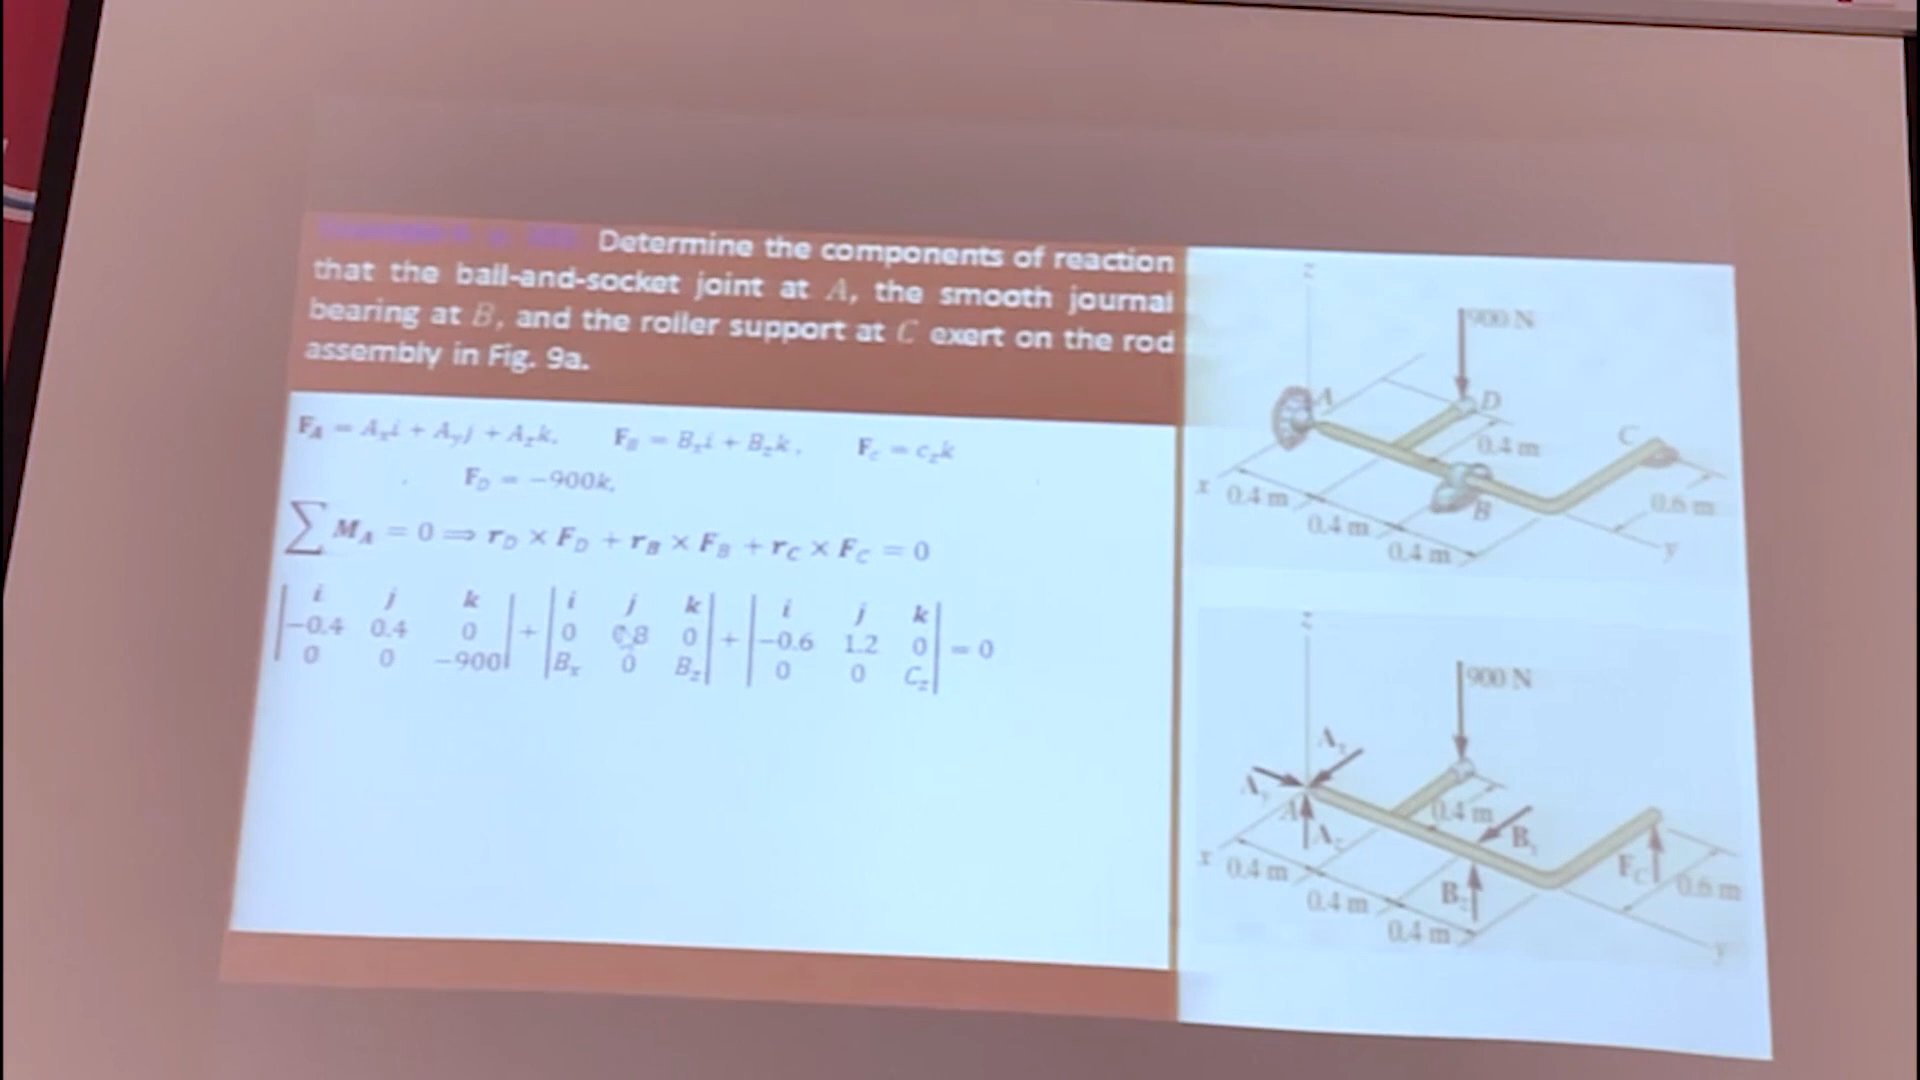 Determine the components of reaction
that the ball-and-socket joint at A, the smooth journal
bearing at B, and the roller support at C exert on the rod
assembly in Fig. 9a.
F_A = A_x i + A_y j + A_z k. F_B = B_x i + B_z k. F_c = c_z k
F_D = −900k.
∑ M_A = 0 ⟹ r_D × F_D + r_B × F_B + r_C × F_C = 0
| i j k | + | i j k | + | i j k | = 0
| −0.4 0.4 0 | | 0 0.8 0 | | −0.6 1.2 0 |
| 0 0 −900 | | B_x 0 B_z | | 0 0 C_z |
z
900 N
A
D
0.4 m
C
x
0.4 m
B
0.6 m
0.4 m
0.4 m
y
z
900 N
A_x
A_y
A
A_z
0.4 m
B_x
x
0.4 m
B_z
F_C
0.6 m
0.4 m
0.4 m
y